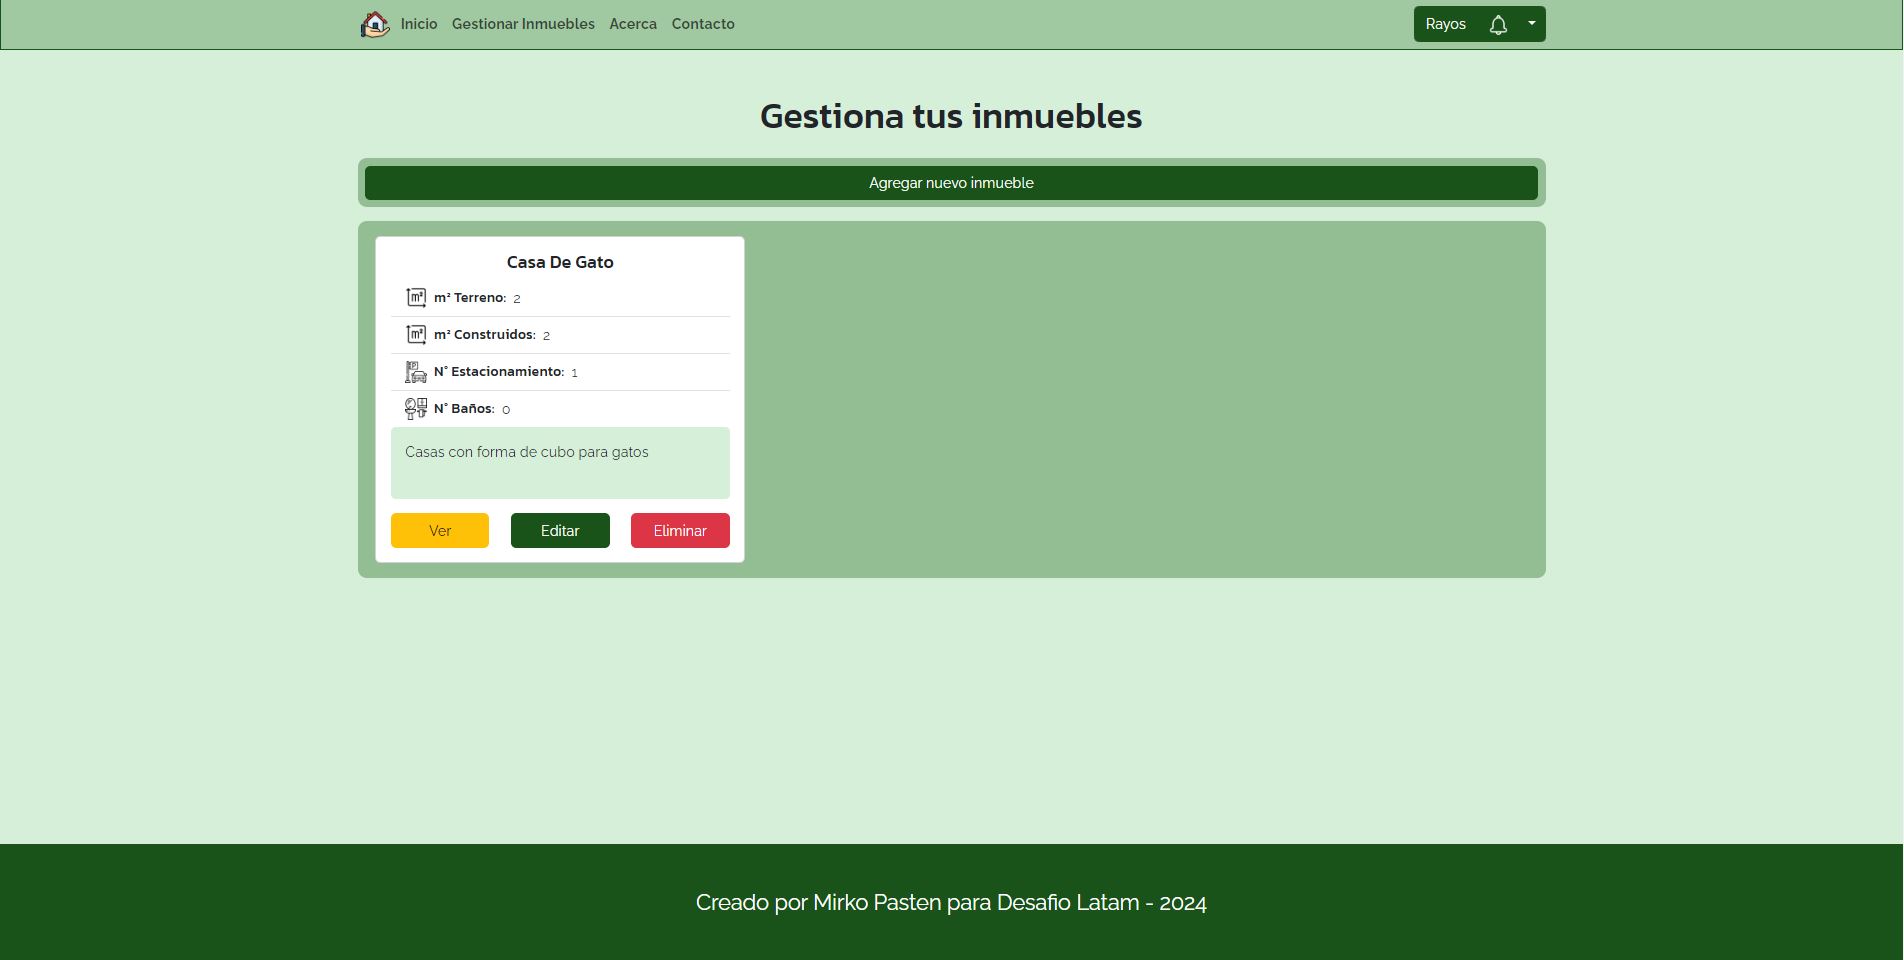 Inicio Gestionar Inmuebles Acerca Contacto Rayos
Gestiona tus inmuebles
Agregar nuevo inmueble
Casa De Gato
m² Terreno: 2
m² Construidos: 2
N° Estacionamiento: 1
N° Baños: 0
Casas con forma de cubo para gatos
Ver Editar Eliminar
Creado por Mirko Pasten para Desafio Latam - 2024